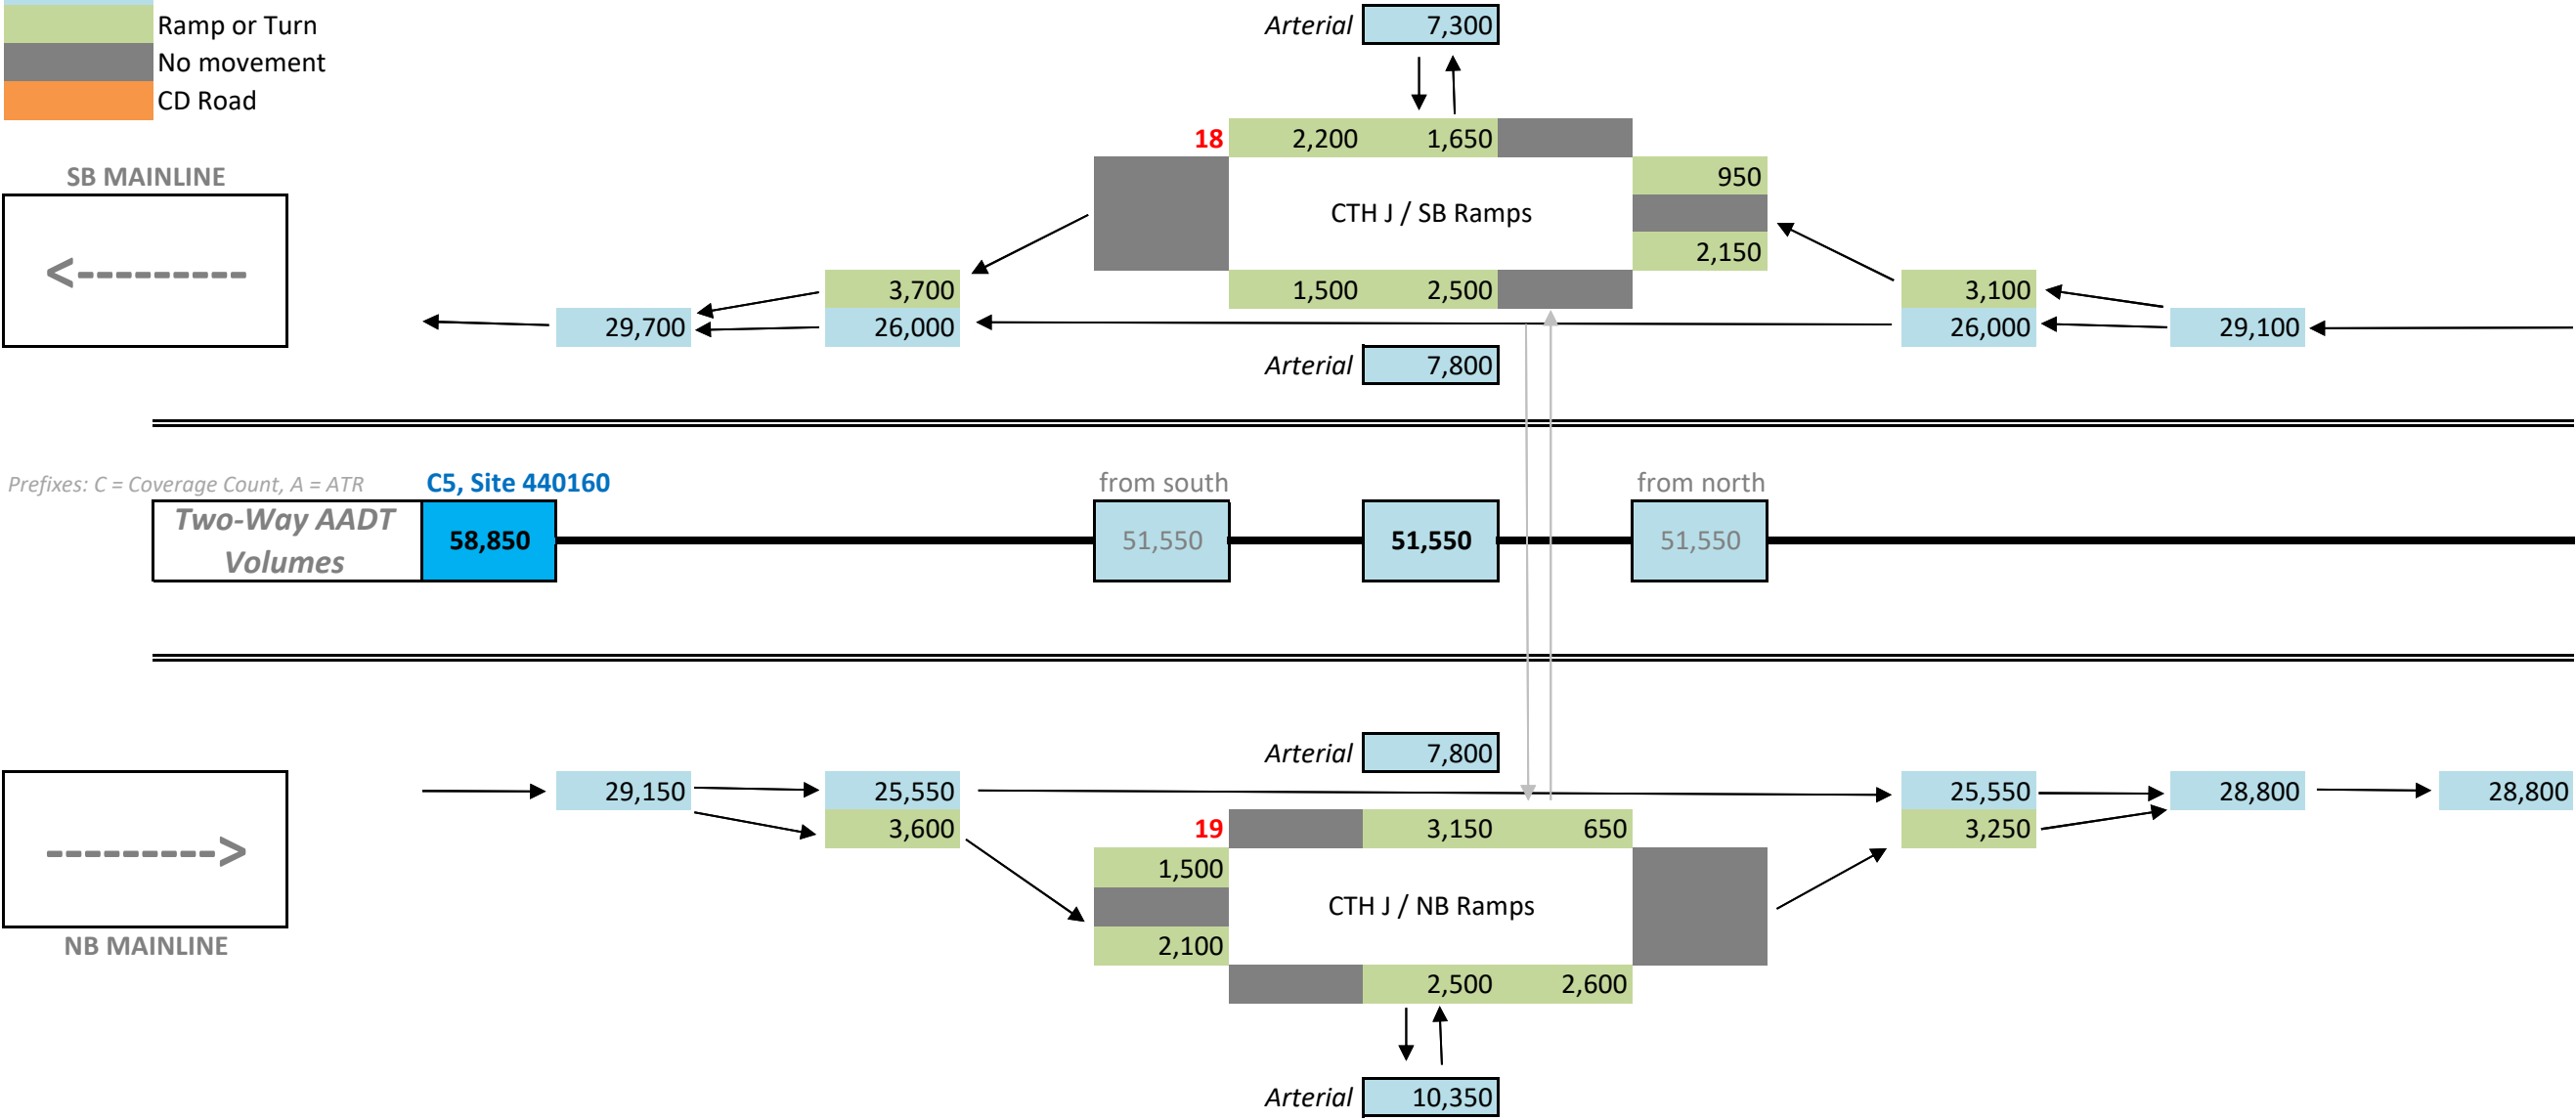 Ramp or Turn
Arterial 7,300
No movement
CD Road
18 2,200 1,650
SB MAINLINE
950
<---------
CTH J / SB Ramps
2,150
3,700
1,500 2,500
3,100
29,700
26,000
26,000
29,100
Arterial 7,800
Prefixes: C = Coverage Count, A = ATR
C5, Site 440160
from south
from north
Two-Way AADT
Volumes
58,850
51,550
51,550
51,550
Arterial 7,800
29,150
25,550
25,550
28,800
28,800
3,600
19 3,150 650
3,250
1,500
--------->
CTH J / NB Ramps
2,100
NB MAINLINE
2,500 2,600
Arterial 10,350